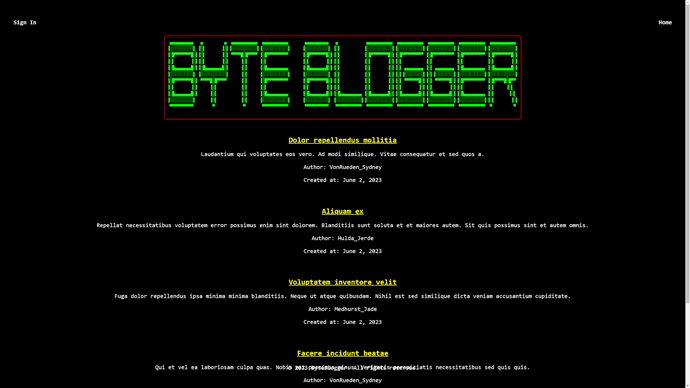 Sign In
Home
BYTE BLOGGER
Dolor repellendus mollitia
Laudantium qui voluptates eos vero. Ad modi similique. Vitae consequatur et sed quos a.
Author: VonRueden_Sydney
Created at: June 2, 2023
Aliquam ex
Repellat necessitatibus voluptatem error possimus enim sint dolorem. Blanditiis sunt soluta et et maiores autem. Sit quis possimus sint et autem omnis.
Author: Hulda_Jerde
Created at: June 2, 2023
Voluptatem inventore velit
Fuga dolor repellendus ipsa minima minima blanditiis. Neque ut atque quibusdam. Nihil est sed similique dicta veniam accusantium cupiditate.
Author: Medhurst_Jade
Created at: June 2, 2023
Facere incidunt beatae
Qui et vel ea laboriosam culpa quas. necessitatibus sed quis quis.
© 2023 ByteBlogger. All rights reserved.
Author: VonRueden_Sydney